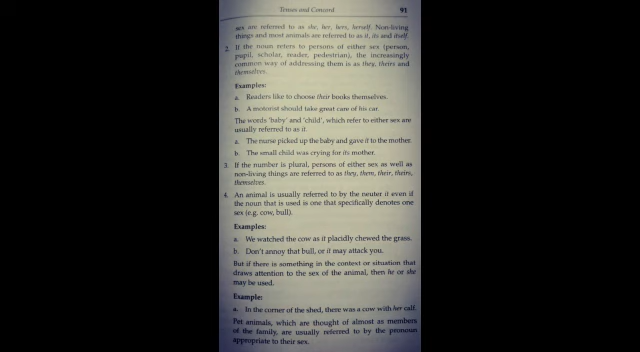 Tenses and Concord 91
sex are referred to as she, her, hers, herself. Non-living
things and most animals are referred to as it, its and itself.
2. If the noun refers to persons of either sex (person,
pupil, scholar, reader, pedestrian), the increasingly
common way of addressing them is as they, theirs and
themselves.
Examples:
a. Readers like to choose their books themselves.
b. A motorist should take great care of his car.
The words 'baby' and 'child', which refer to either sex are
usually referred to as it.
a. The nurse picked up the baby and gave it to the mother.
b. The small child was crying for its mother.
3. If the number is plural, persons of either sex as well as
non-living things are referred to as they, them, their, theirs,
themselves.
4. An animal is usually referred to by the neuter it even if
the noun that is used is one that specifically denotes one
sex (e.g. cow, bull).
Examples:
a. We watched the cow as it placidly chewed the grass.
b. Don't annoy that bull, or it may attack you.
But if there is something in the context or situation that
draws attention to the sex of the animal, then he or she
may be used.
Example:
a. In the corner of the shed, there was a cow with her calf.
Pet animals, which are thought of almost as members
of the family, are usually referred to by the pronoun
appropriate to their sex.